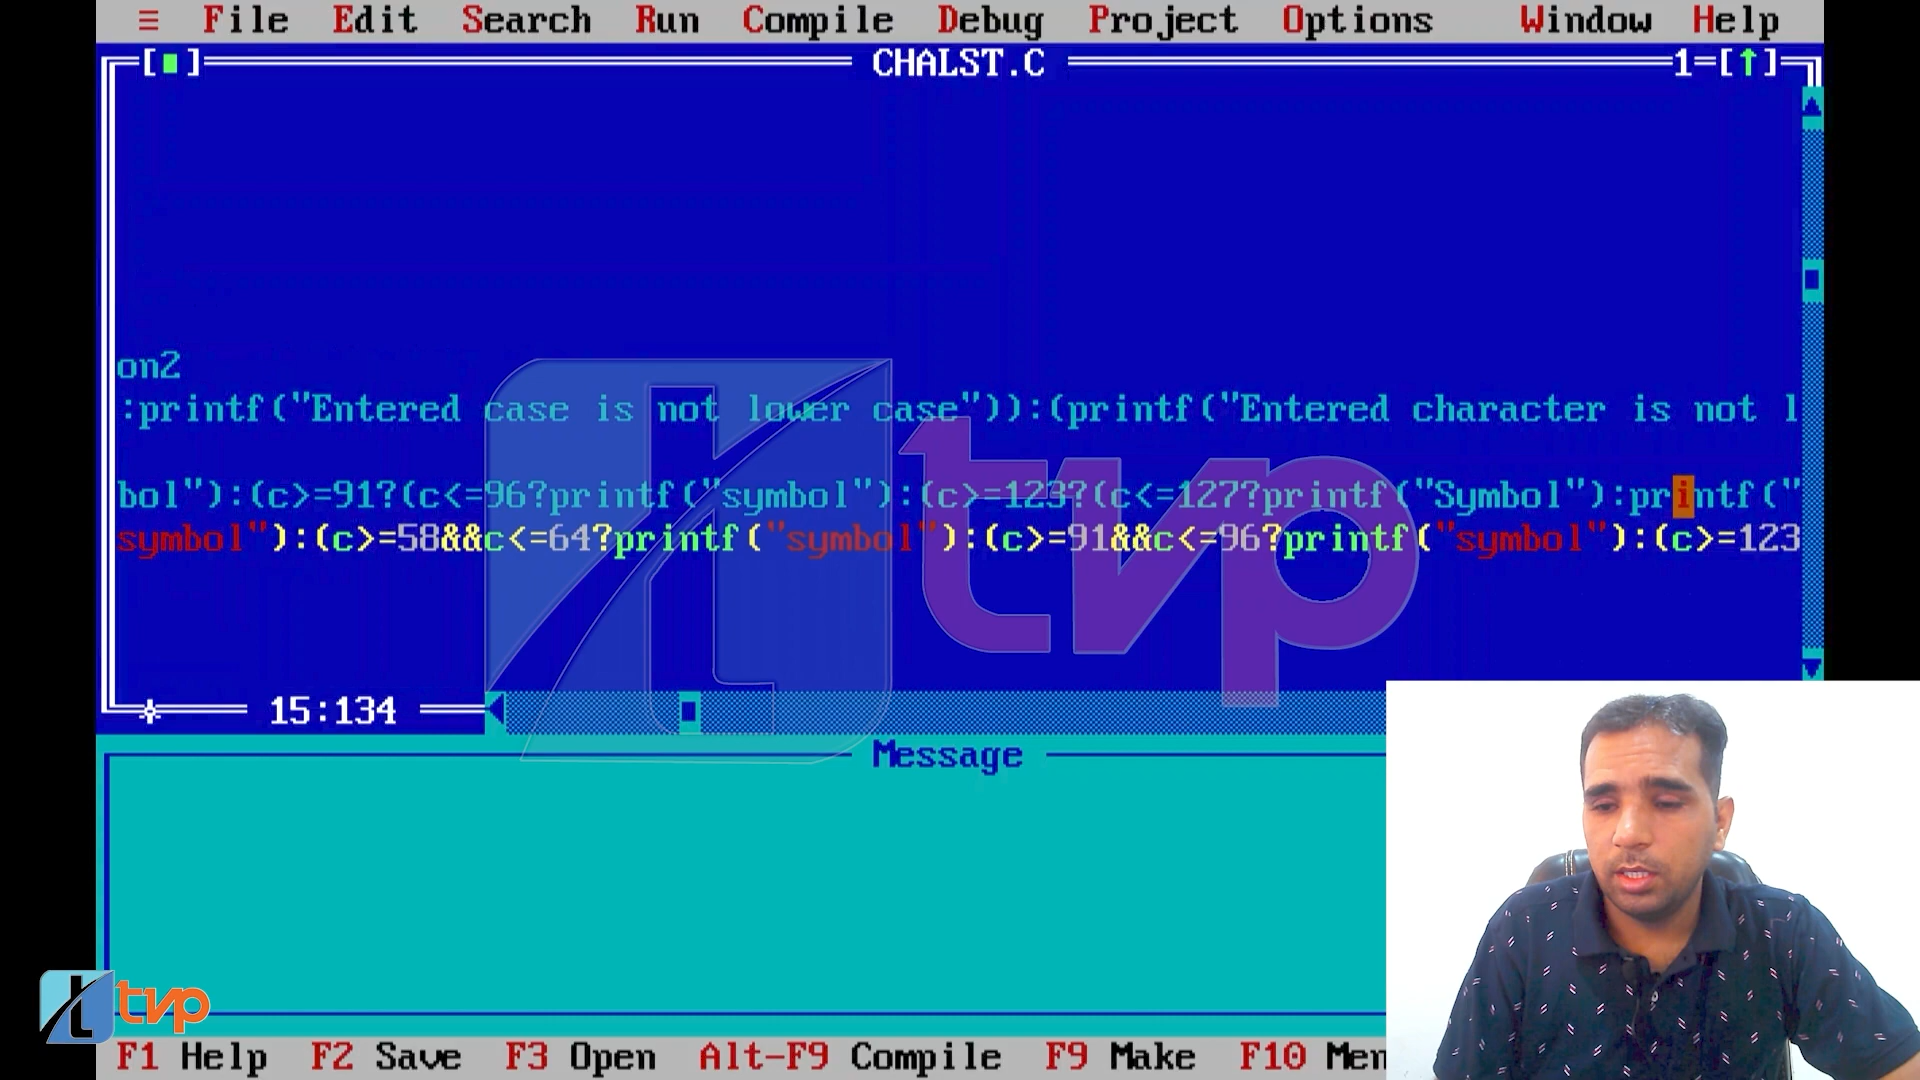 ≡ File Edit Search Run Compile Debug Project Options Window Help
[■] CHALST.C 1=[↑]
on2
:printf("Entered case is not lower case")):(printf("Entered character is not l
bol"):(c>=91?(c<=96?printf("symbol"):(c>=123?(c<=127?printf("Symbol"):printf("
symbol"):(c>=58&&c<=64?printf("symbol"):(c>=91&&c<=96?printf("symbol"):(c>=123
tvp
15:134
Message
tvp
F1 Help F2 Save F3 Open Alt-F9 Compile F9 Make F10 Men